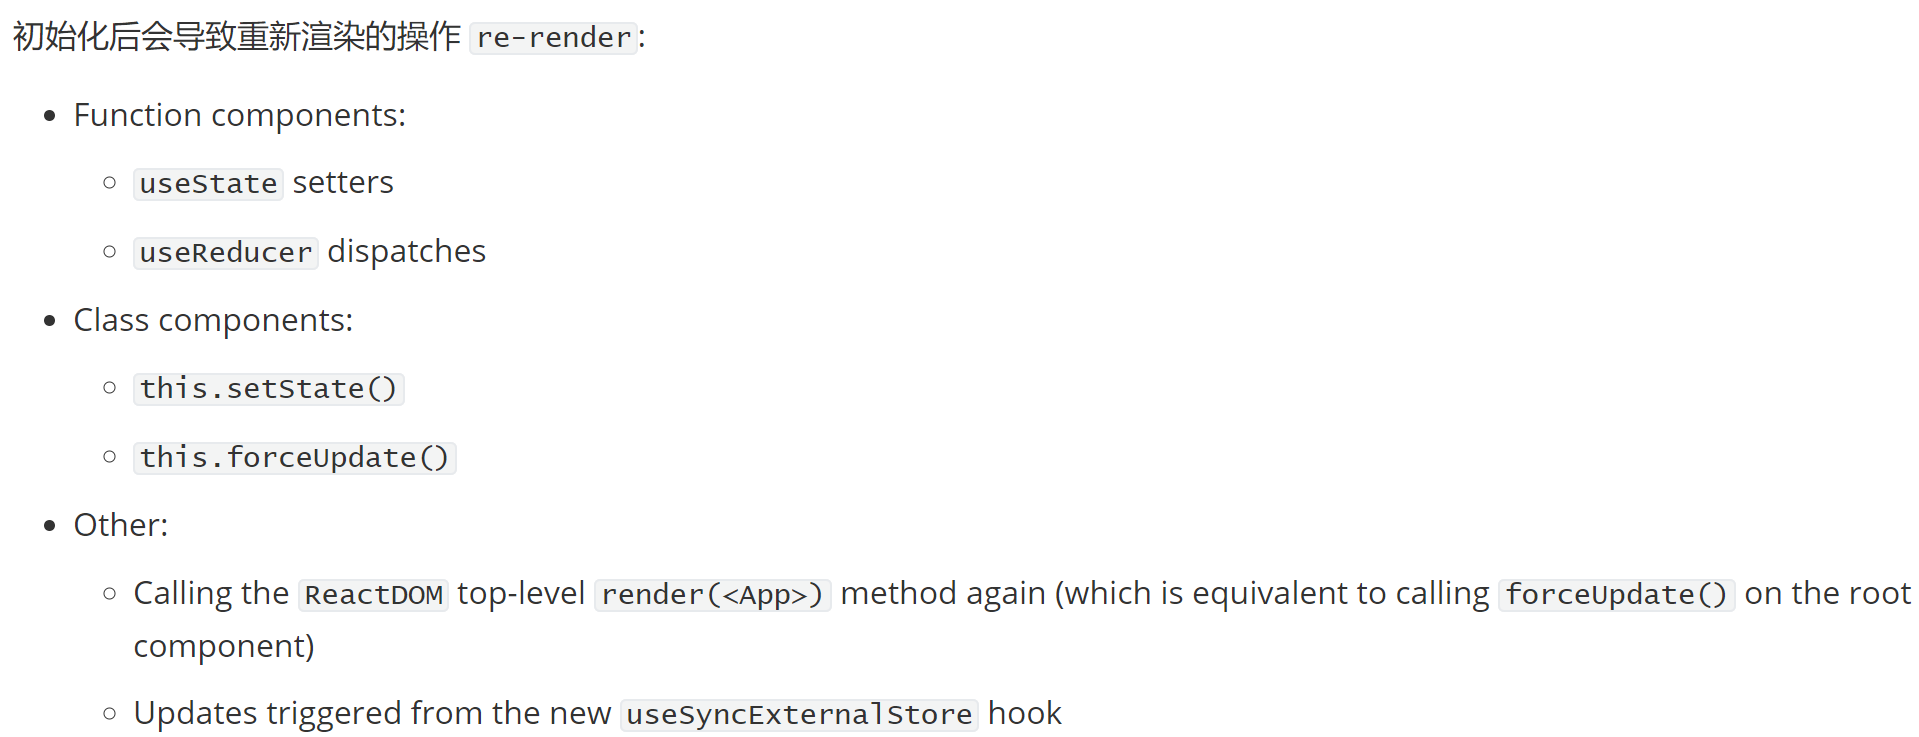 初始化后会导致重新渲染的操作 re-render:
Function components:
useState setters
useReducer dispatches
Class components:
this.setState()
this.forceUpdate()
Other:
Calling the ReactDOM top-level render(<App>) method again (which is equivalent to calling forceUpdate() on the root
component)
Updates triggered from the new useSyncExternalStore hook